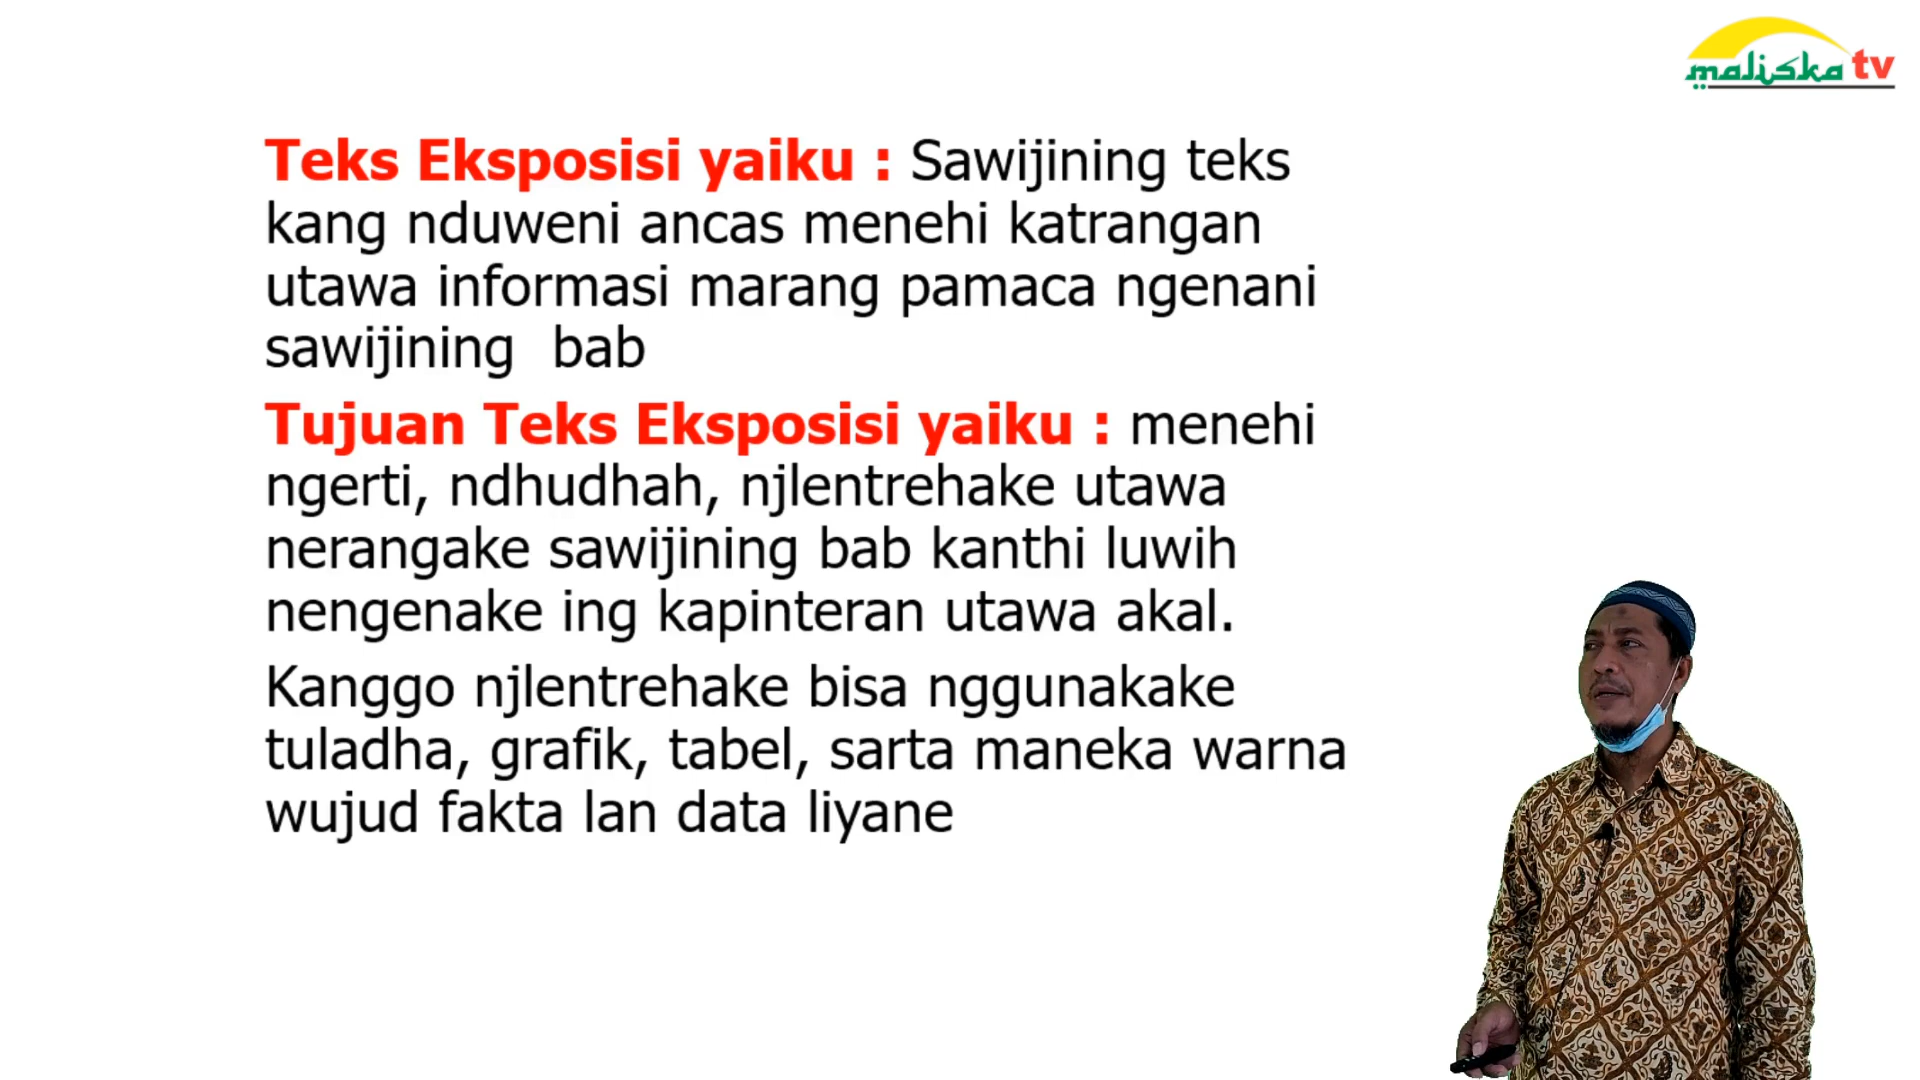 maliska tv
Teks Eksposisi yaiku : Sawijining teks
kang nduweni ancas menehi katrangan
utawa informasi marang pamaca ngenani
sawijining bab
Tujuan Teks Eksposisi yaiku : menehi
ngerti, ndhudhah, njlentrehake utawa
nerangake sawijining bab kanthi luwih
nengenake ing kapinteran utawa akal.
Kanggo njlentrehake bisa nggunakake
tuladha, grafik, tabel, sarta maneka warna
wujud fakta lan data liyane